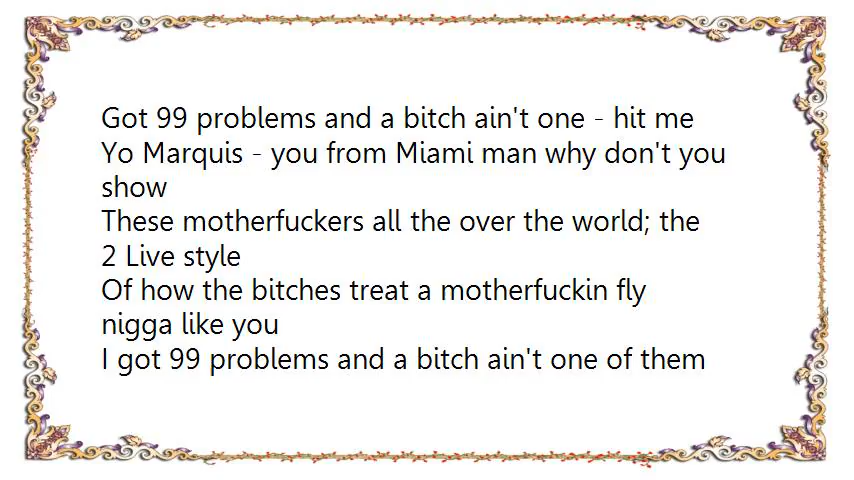 Got 99 problems and a bitch ain't one - hit me
Yo Marquis - you from Miami man why don't you
show
These motherfuckers all the over the world; the
2 Live style
Of how the bitches treat a motherfuckin fly
nigga like you
I got 99 problems and a bitch ain't one of them